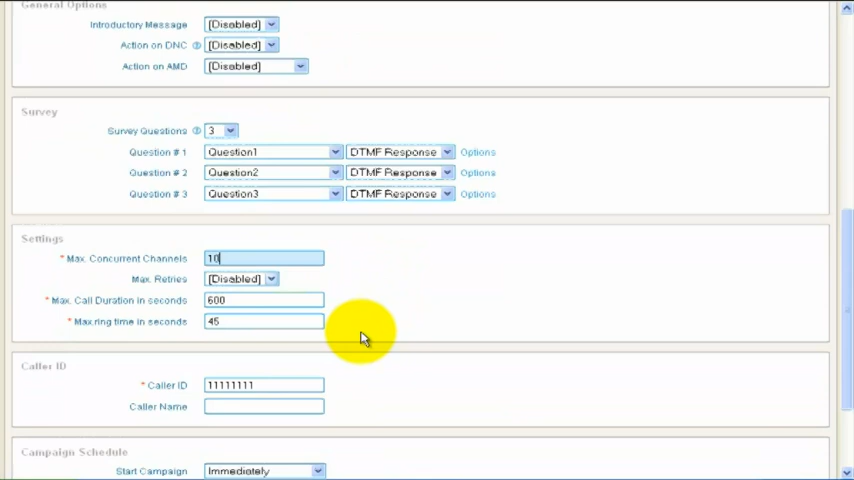 General Options
Introductory Message [Disabled]
Action on DNC ? [Disabled]
Action on AMD [Disabled]
Survey
Survey Questions ? 3
Question # 1 Question1 DTMF Response Options
Question # 2 Question2 DTMF Response Options
Question # 3 Question3 DTMF Response Options
Settings
* Max. Concurrent Channels 10
Max. Retries [Disabled]
* Max. Call Duration in seconds 600
* Max.ring time in seconds 45
Caller ID
* Caller ID 11111111
Caller Name
Campaign Schedule
Start Campaign Immediately